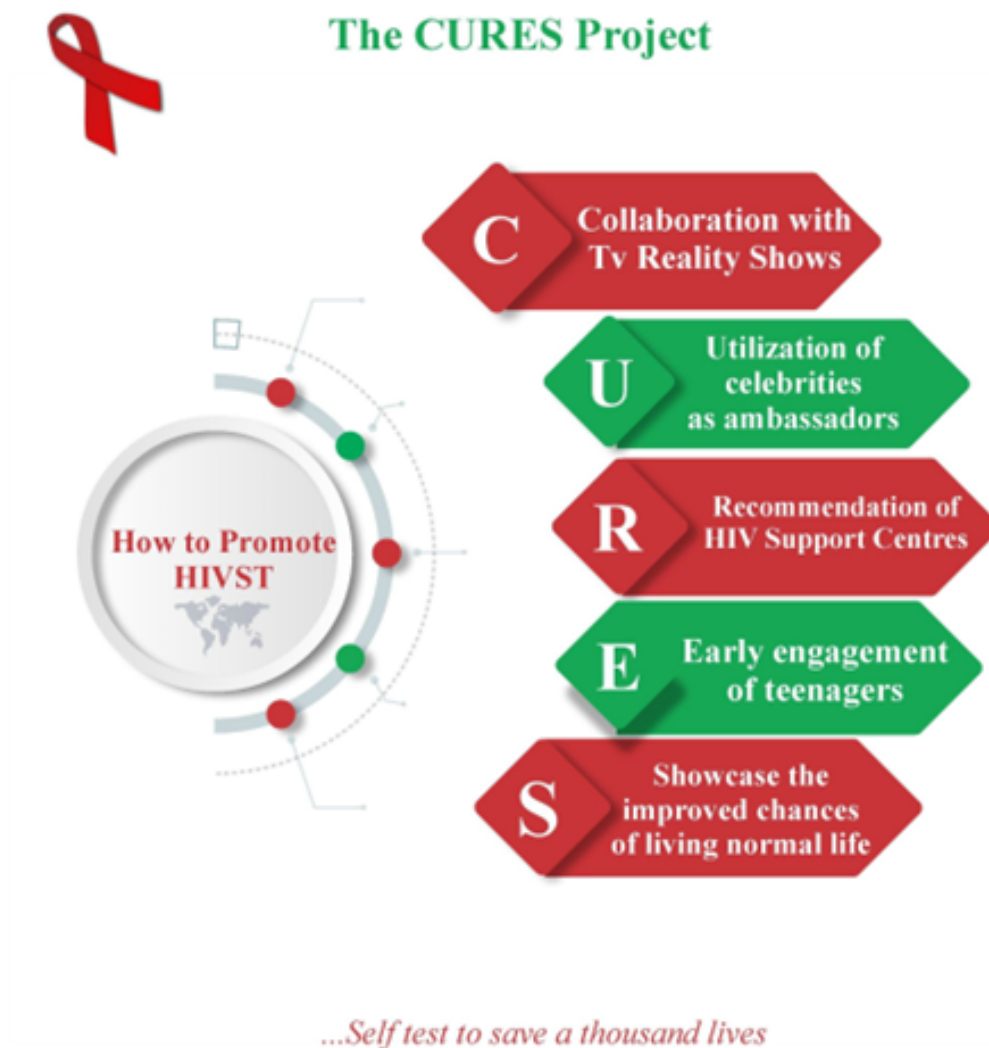 The CURES Project
C
Collaboration with
Tv Reality Shows
U
Utilization of
celebrities
as ambassadors
R
Recommendation of
HIV Support Centres
How to Promote
HIVST
E
Early engagement
of teenagers
S
Showcase the
improved chances
of living normal life
...Self test to save a thousand lives